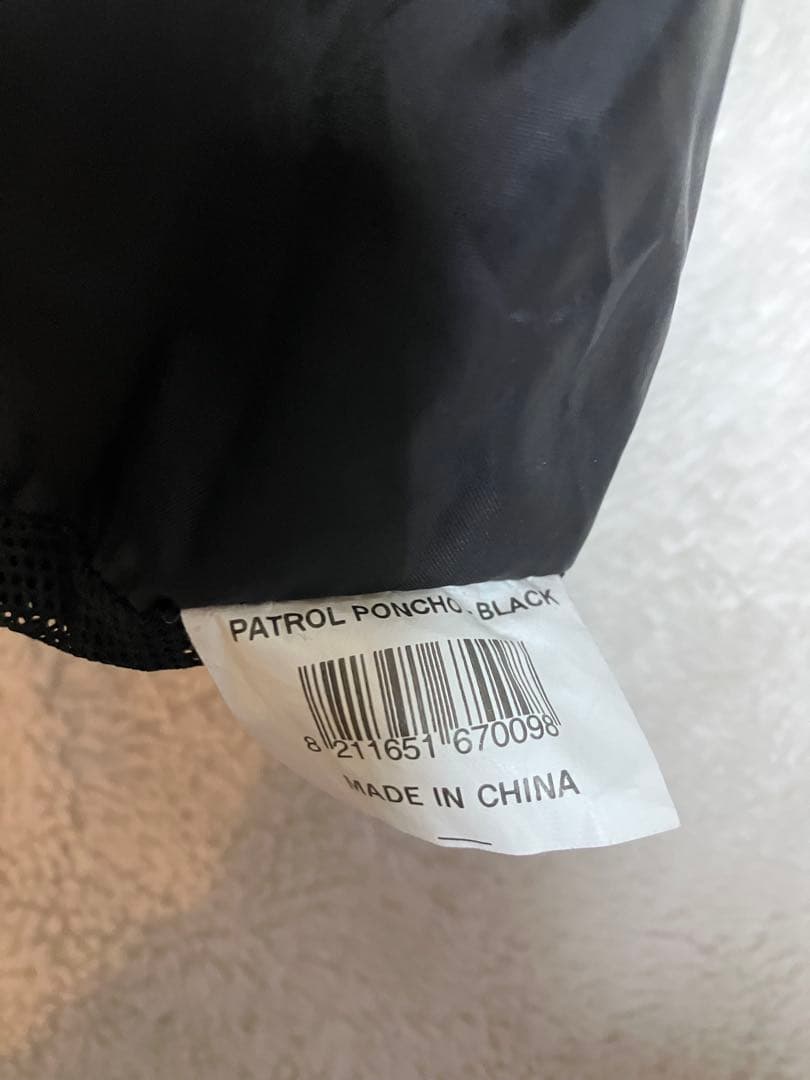 PATROL PONCHO. BLACK
8 211651 670098
MADE IN CHINA